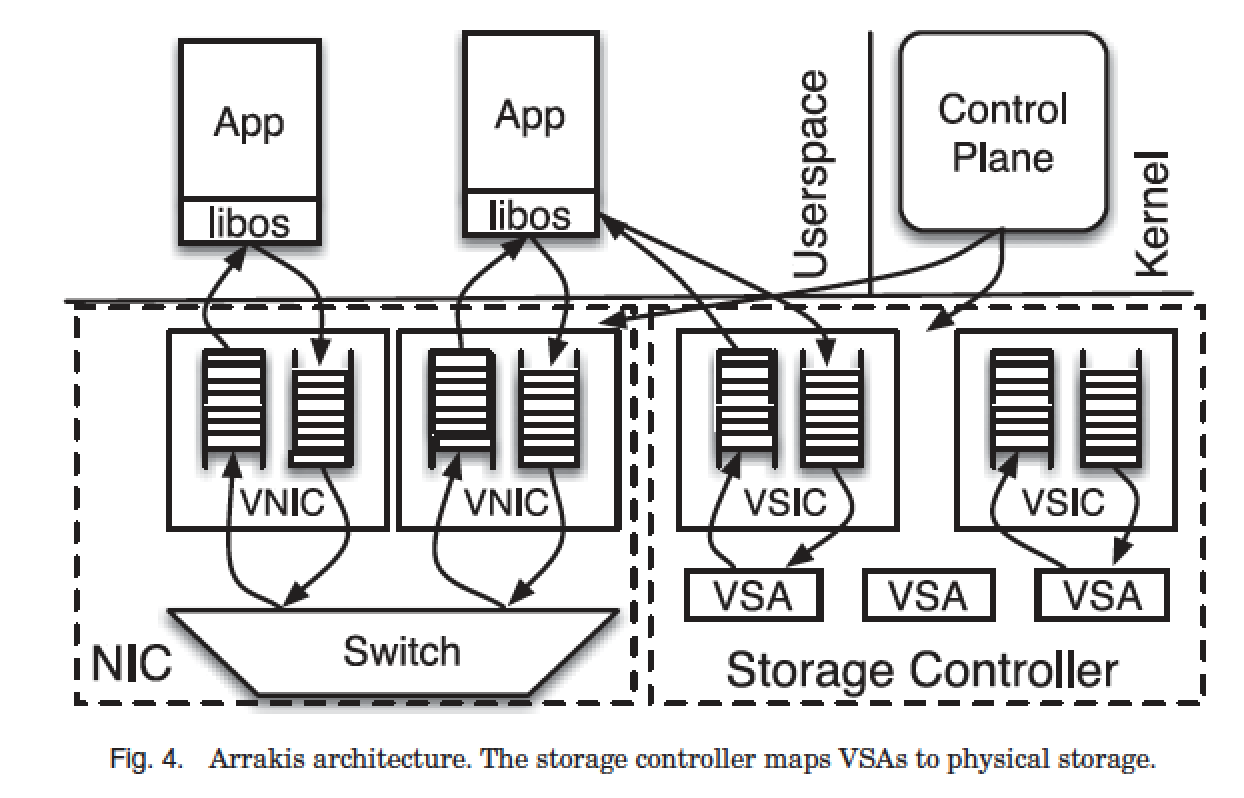 App
libos
App
libos
Userspace
Control
Plane
Kernel
VNIC
VNIC
VSIC
VSIC
VSA
VSA
VSA
NIC
Switch
Storage Controller
Fig. 4. Arrakis architecture. The storage controller maps VSAs to physical storage.